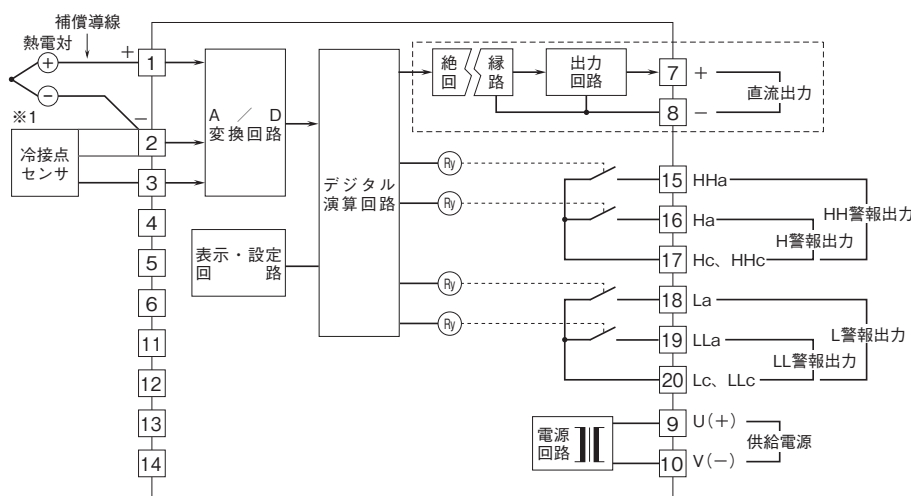 補償導線
熱電対
+
+
−
※1
−
冷接点
センサ
1
2
3
4
5
6
11
12
13
14
A ／ D
変換回路
表示・設定
回 路
デジタル
演算回路
絶 縁
回 路
出力
回路
Ry
Ry
Ry
Ry
7 +
8 −
直流出力
15 HHa
16 Ha
17 Hc、HHc
H警報出力
HH警報出力
18 La
19 LLa
20 Lc、LLc
LL警報出力
L警報出力
電源
回路
9 U(+)
10 V(−)
供給電源